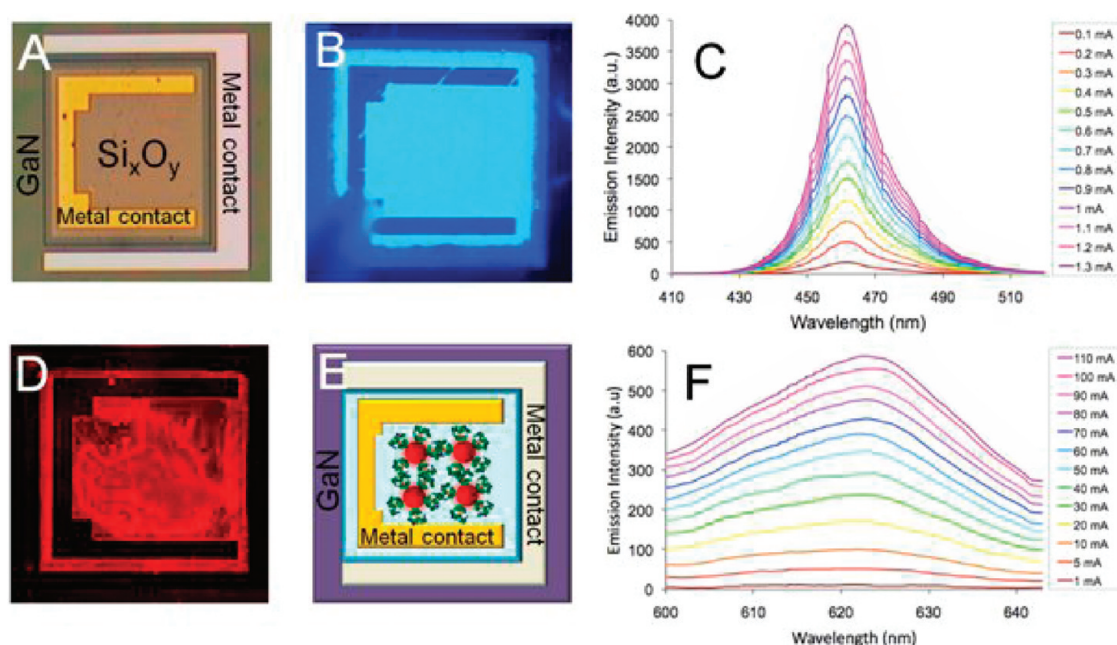 A
GaN
Si_xO_y
Metal contact
Metal contact
B
C
Emission Intensity (a.u.)
4000
3500
3000
2500
2000
1500
1000
500
0
410
430
450
470
490
510
Wavelength (nm)
0.1 mA
0.2 mA
0.3 mA
0.4 mA
0.5 mA
0.6 mA
0.7 mA
0.8 mA
0.9 mA
1 mA
1.1 mA
1.2 mA
1.3 mA
D
E
GaN
Metal contact
Metal contact
F
Emission Intensity (a.u)
600
500
400
300
200
100
0
600
610
620
630
640
Wavelength (nm)
110 mA
100 mA
90 mA
80 mA
70 mA
60 mA
50 mA
40 mA
30 mA
20 mA
10 mA
5 mA
1 mA